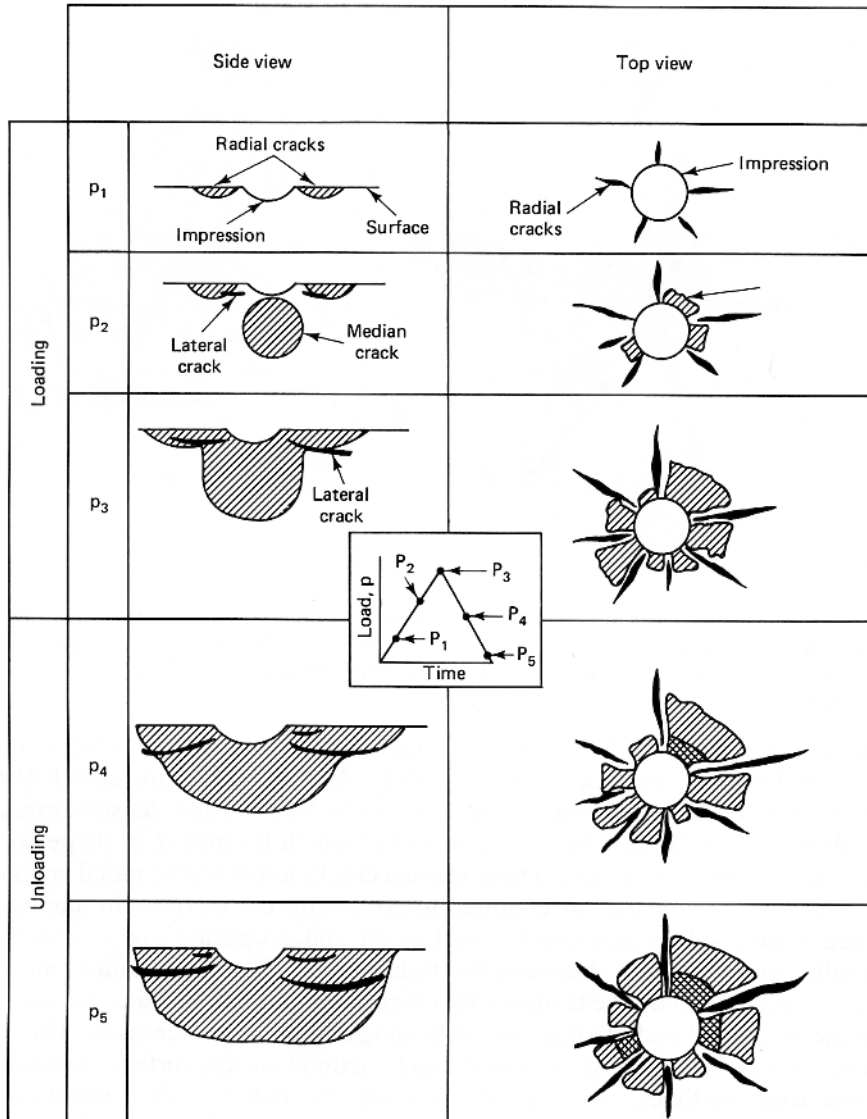 Side view
Top view
Loading
p1
Radial cracks
Impression
Surface
Radial
cracks
Impression
p2
Lateral
crack
Median
crack
p3
Lateral
crack
Load, p
P2
P3
P1
P4
P5
Time
Unloading
p4
p5